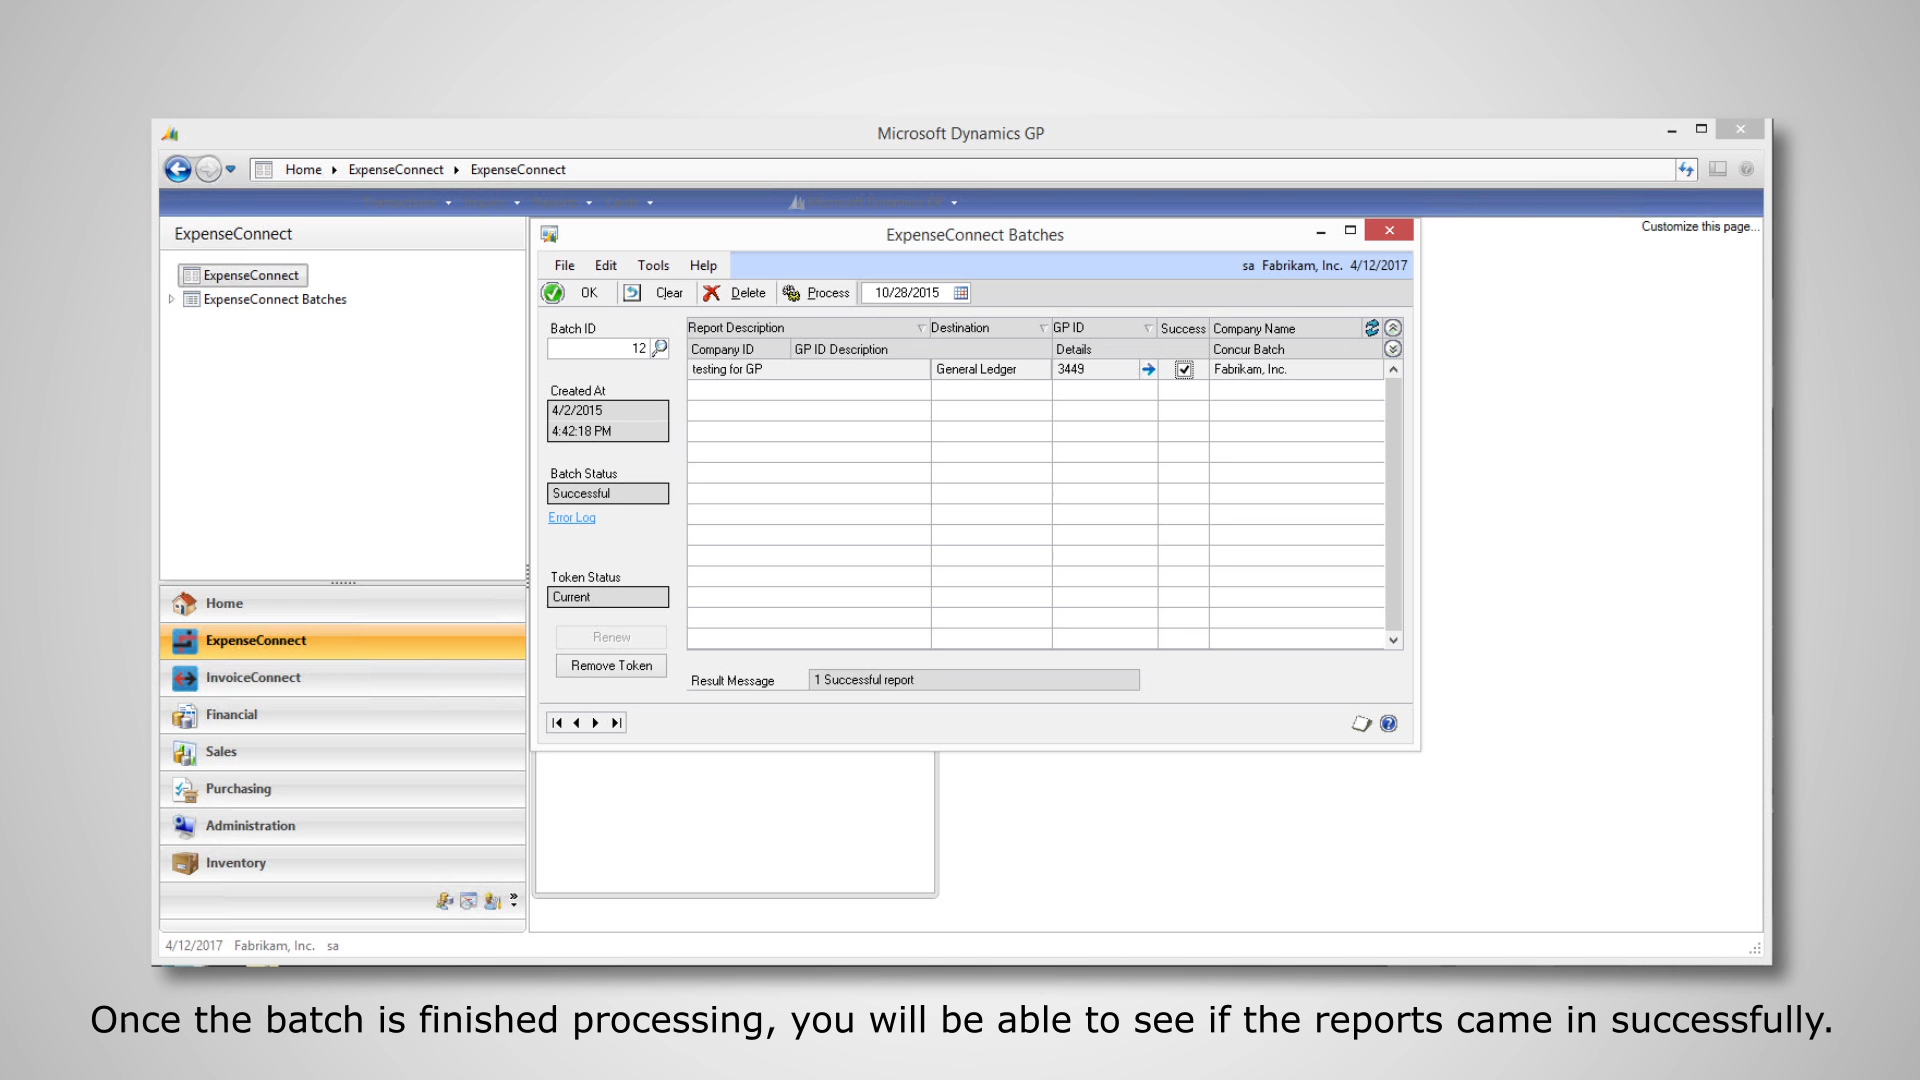 Microsoft Dynamics GP
Home ExpenseConnect ExpenseConnect
Customize this page...
ExpenseConnect
ExpenseConnect
ExpenseConnect Batches
Home
ExpenseConnect
InvoiceConnect
Financial
Sales
Purchasing
Administration
Inventory
ExpenseConnect Batches
File Edit Tools Help sa Fabrikam, Inc. 4/12/2017
OK Clear Delete Process 10/28/2015
Batch ID
12
Created At
4/2/2015
4:42:18 PM
Batch Status
Successful
Error Log
Token Status
Current
Renew
Remove Token
Report Description Destination GP ID Success Company Name
Company ID GP ID Description Details Concur Batch
testing for GP General Ledger 3449 Fabrikam, Inc.
Result Message 1 Successful report
4/12/2017 Fabrikam, Inc. sa
Once the batch is finished processing, you will be able to see if the reports came in successfully.